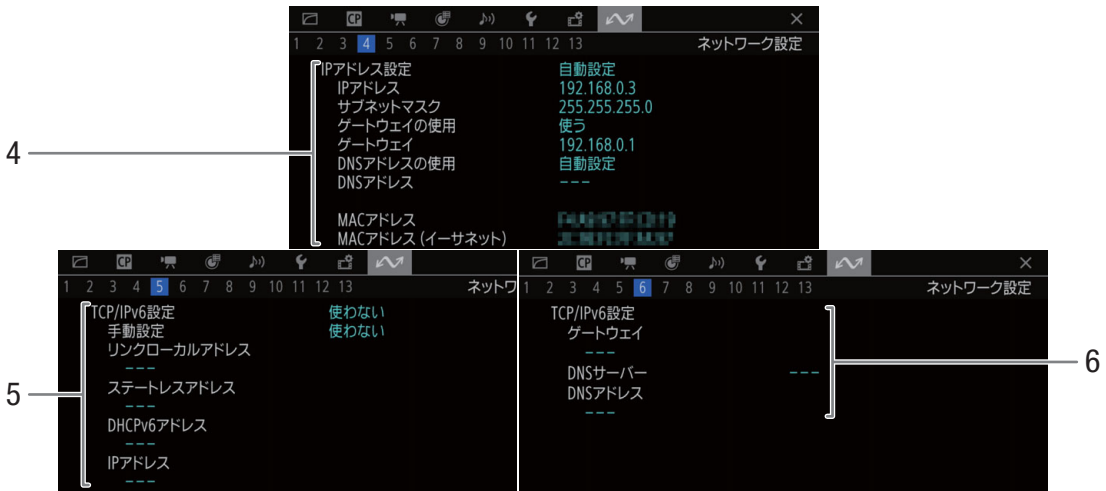 CP
1 2 3 4 5 6 7 8 9 10 11 12 13 ネットワーク設定
IPアドレス設定 自動設定
IPアドレス 192.168.0.3
サブネットマスク 255.255.255.0
ゲートウェイの使用 使う
ゲートウェイ 192.168.0.1
DNSアドレスの使用 自動設定
DNSアドレス ---
MACアドレス
MACアドレス (イーサネット)
4
CP
1 2 3 4 5 6 7 8 9 10 11 12 13 ネットワ
TCP/IPv6設定 使わない
手動設定 使わない
リンクローカルアドレス
---
ステートレスアドレス
---
DHCPv6アドレス
---
IPアドレス
---
5
CP
1 2 3 4 5 6 7 8 9 10 11 12 13 ネットワーク設定
TCP/IPv6設定
ゲートウェイ
---
DNSサーバー ---
DNSアドレス
---
6